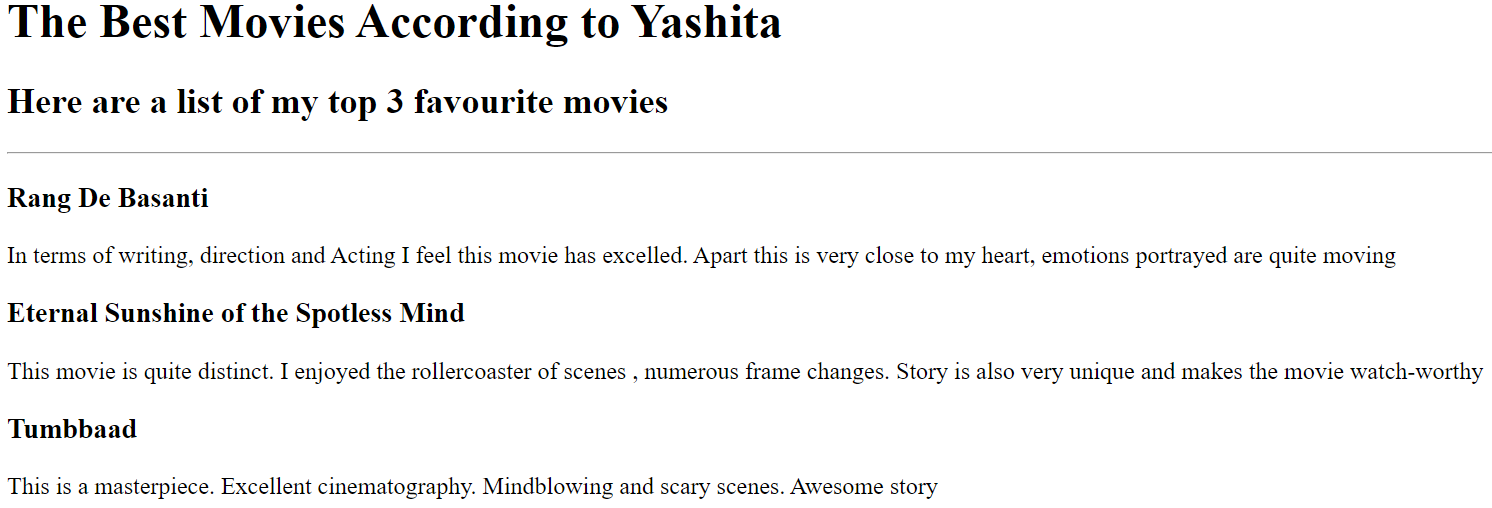 The Best Movies According to Yashita
Here are a list of my top 3 favourite movies
Rang De Basanti
In terms of writing, direction and Acting I feel this movie has excelled. Apart this is very close to my heart, emotions portrayed are quite moving
Eternal Sunshine of the Spotless Mind
This movie is quite distinct. I enjoyed the rollercoaster of scenes , numerous frame changes. Story is also very unique and makes the movie watch-worthy
Tumbbaad
This is a masterpiece. Excellent cinematography. Mindblowing and scary scenes. Awesome story